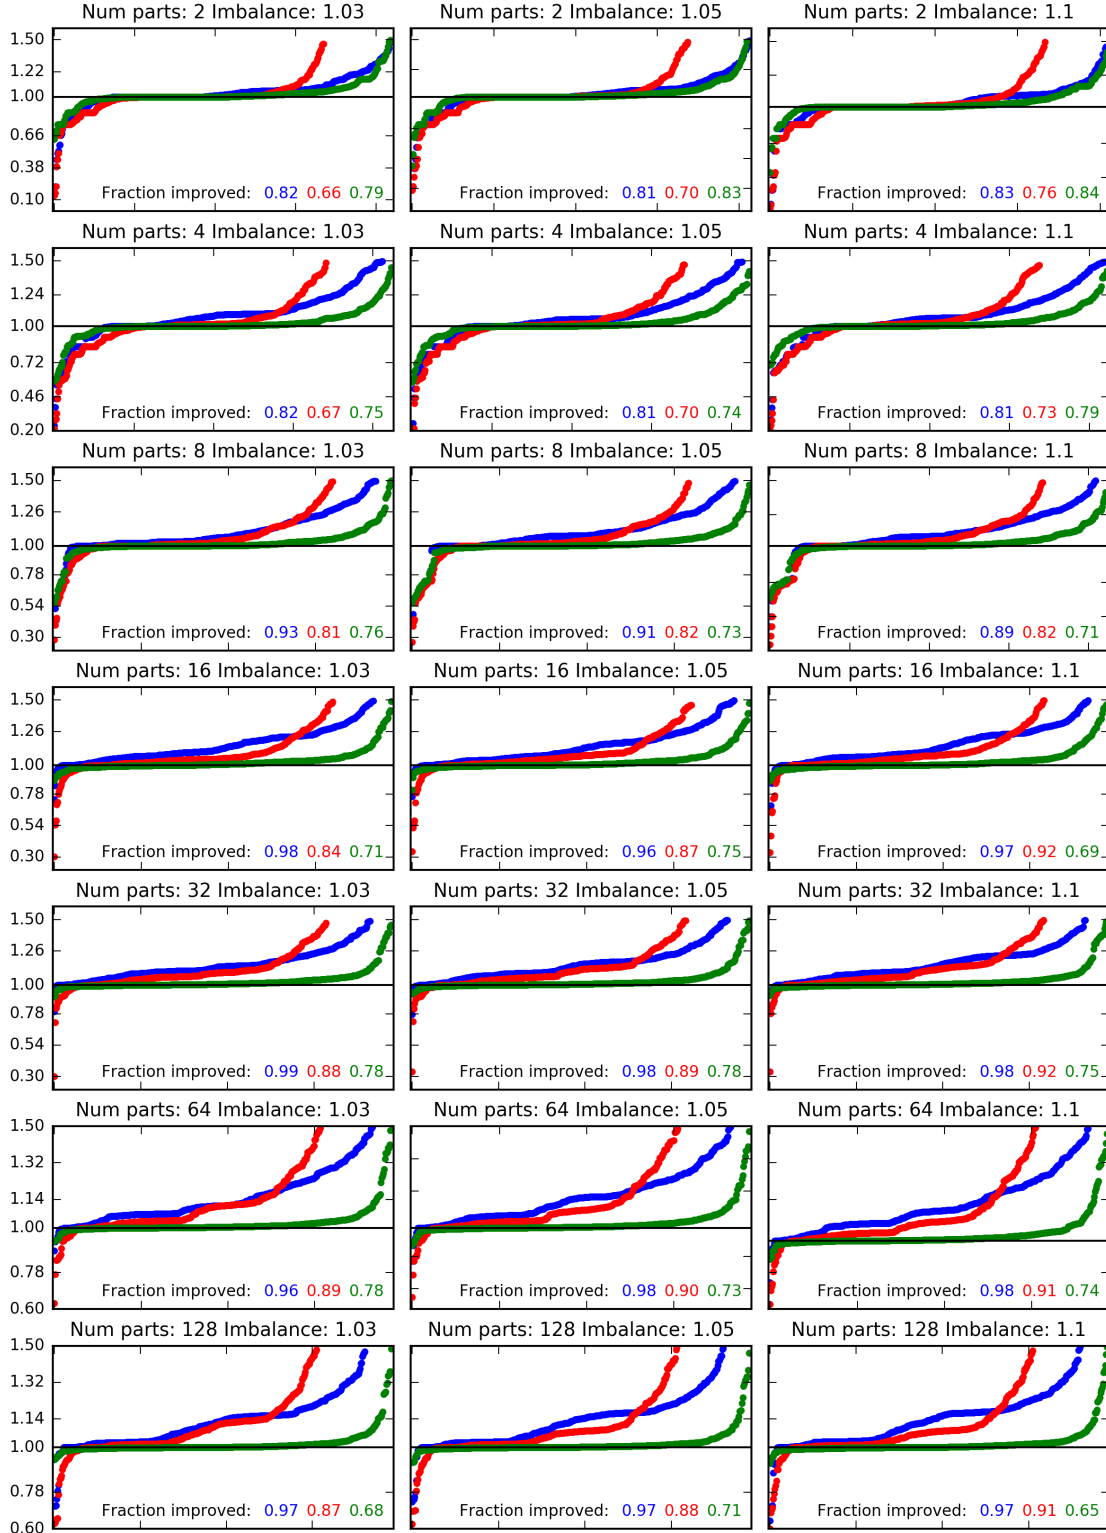 Num parts: 2 Imbalance: 1.03
Num parts: 2 Imbalance: 1.05
Num parts: 2 Imbalance: 1.1
1.50
1.22
1.00
0.66
0.38
0.10
Fraction improved: 0.82 0.66 0.79
Fraction improved: 0.81 0.70 0.83
Fraction improved: 0.83 0.76 0.84
Num parts: 4 Imbalance: 1.03
Num parts: 4 Imbalance: 1.05
Num parts: 4 Imbalance: 1.1
1.50
1.24
1.00
0.72
0.46
0.20
Fraction improved: 0.82 0.67 0.75
Fraction improved: 0.81 0.70 0.74
Fraction improved: 0.81 0.73 0.79
Num parts: 8 Imbalance: 1.03
Num parts: 8 Imbalance: 1.05
Num parts: 8 Imbalance: 1.1
1.50
1.26
1.00
0.78
0.54
0.30
Fraction improved: 0.93 0.81 0.76
Fraction improved: 0.91 0.82 0.73
Fraction improved: 0.89 0.82 0.71
Num parts: 16 Imbalance: 1.03
Num parts: 16 Imbalance: 1.05
Num parts: 16 Imbalance: 1.1
1.50
1.26
1.00
0.78
0.54
0.30
Fraction improved: 0.98 0.84 0.71
Fraction improved: 0.96 0.87 0.75
Fraction improved: 0.97 0.92 0.69
Num parts: 32 Imbalance: 1.03
Num parts: 32 Imbalance: 1.05
Num parts: 32 Imbalance: 1.1
1.50
1.26
1.00
0.78
0.54
0.30
Fraction improved: 0.99 0.88 0.78
Fraction improved: 0.98 0.89 0.78
Fraction improved: 0.98 0.92 0.75
Num parts: 64 Imbalance: 1.03
Num parts: 64 Imbalance: 1.05
Num parts: 64 Imbalance: 1.1
1.50
1.32
1.14
1.00
0.78
0.60
Fraction improved: 0.96 0.89 0.78
Fraction improved: 0.98 0.90 0.73
Fraction improved: 0.98 0.91 0.74
Num parts: 128 Imbalance: 1.03
Num parts: 128 Imbalance: 1.05
Num parts: 128 Imbalance: 1.1
1.50
1.32
1.14
1.00
0.78
0.60
Fraction improved: 0.97 0.87 0.68
Fraction improved: 0.97 0.88 0.71
Fraction improved: 0.97 0.91 0.65